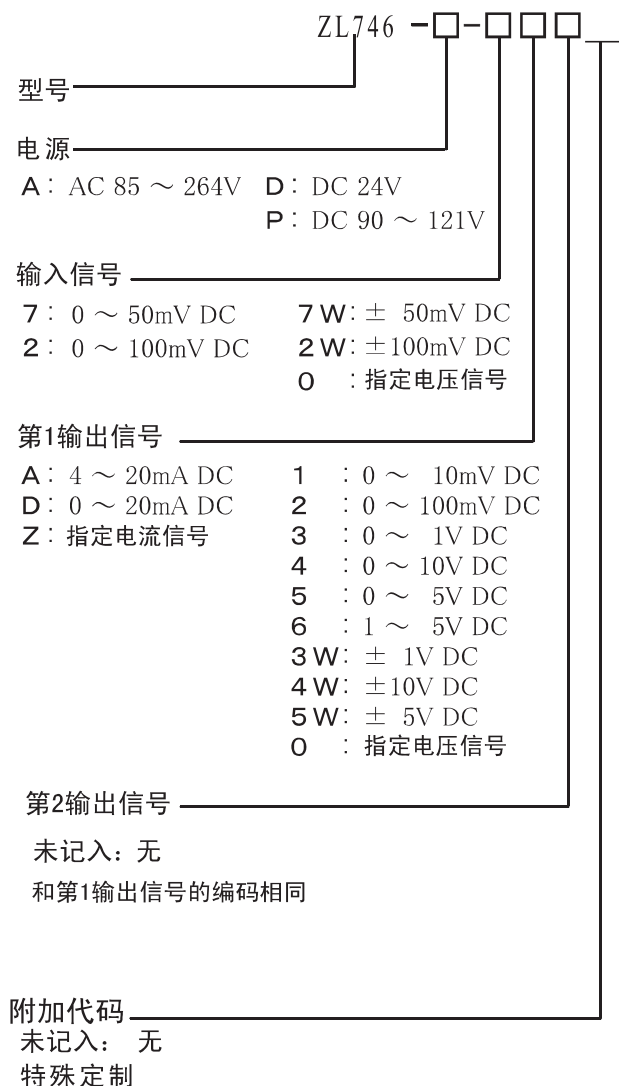 ZL746 -□-□□□
型号
电源
A: AC 85 ～ 264V D: DC 24V
P: DC 90 ～ 121V
输入信号
7: 0 ～ 50mV DC 7W: ± 50mV DC
2: 0 ～ 100mV DC 2W: ±100mV DC
0 : 指定电压信号
第1输出信号
A: 4 ～ 20mA DC 1 : 0 ～ 10mV DC
D: 0 ～ 20mA DC 2 : 0 ～ 100mV DC
Z: 指定电流信号 3 : 0 ～ 1V DC
4 : 0 ～ 10V DC
5 : 0 ～ 5V DC
6 : 1 ～ 5V DC
3W: ± 1V DC
4W: ±10V DC
5W: ± 5V DC
0 : 指定电压信号
第2输出信号
未记入：无
和第1输出信号的编码相同
附加代码
未记入： 无
特殊定制